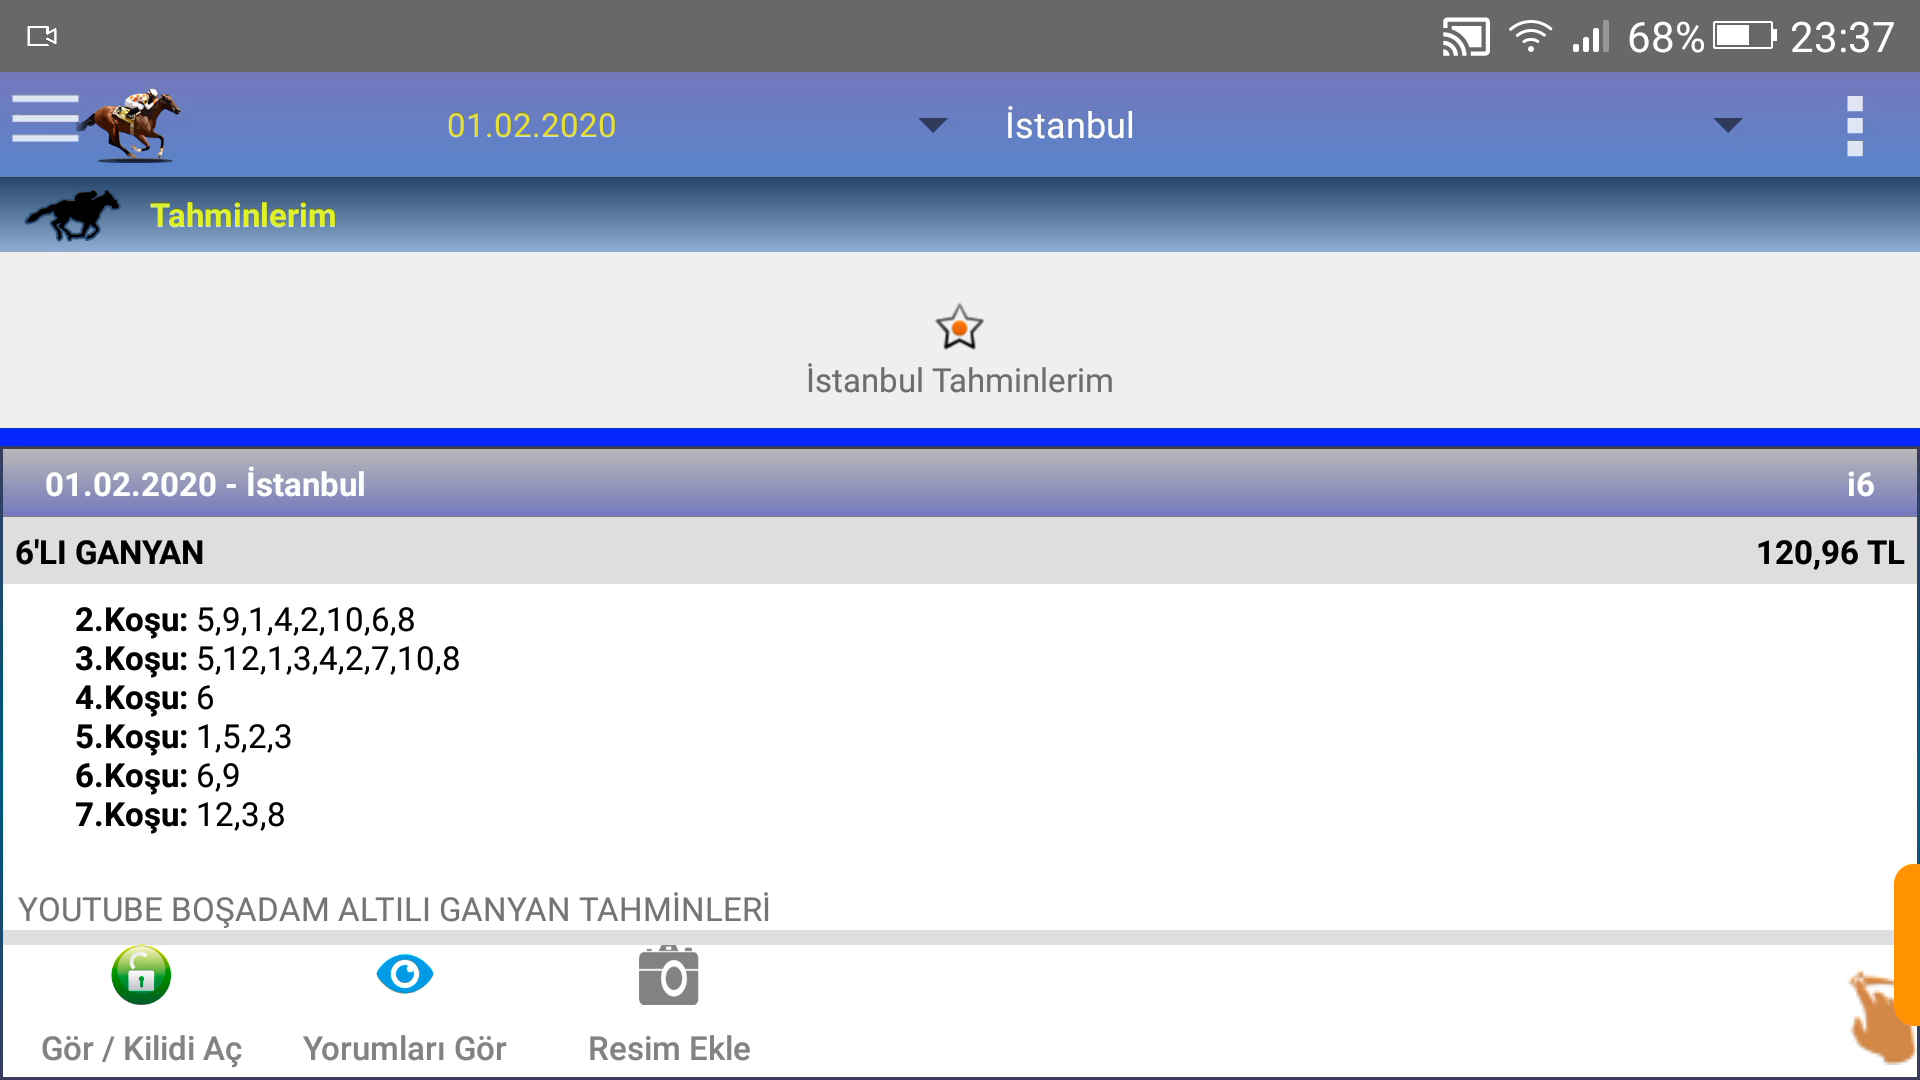 68% 23:37
01.02.2020 İstanbul
Tahminlerim
İstanbul Tahminlerim
01.02.2020 - İstanbul i6
6'LI GANYAN 120,96 TL
2.Koşu: 5,9,1,4,2,10,6,8
3.Koşu: 5,12,1,3,4,2,7,10,8
4.Koşu: 6
5.Koşu: 1,5,2,3
6.Koşu: 6,9
7.Koşu: 12,3,8
YOUTUBE BOŞADAM ALTILI GANYAN TAHMİNLERİ
Gör / Kilidi Aç Yorumları Gör Resim Ekle